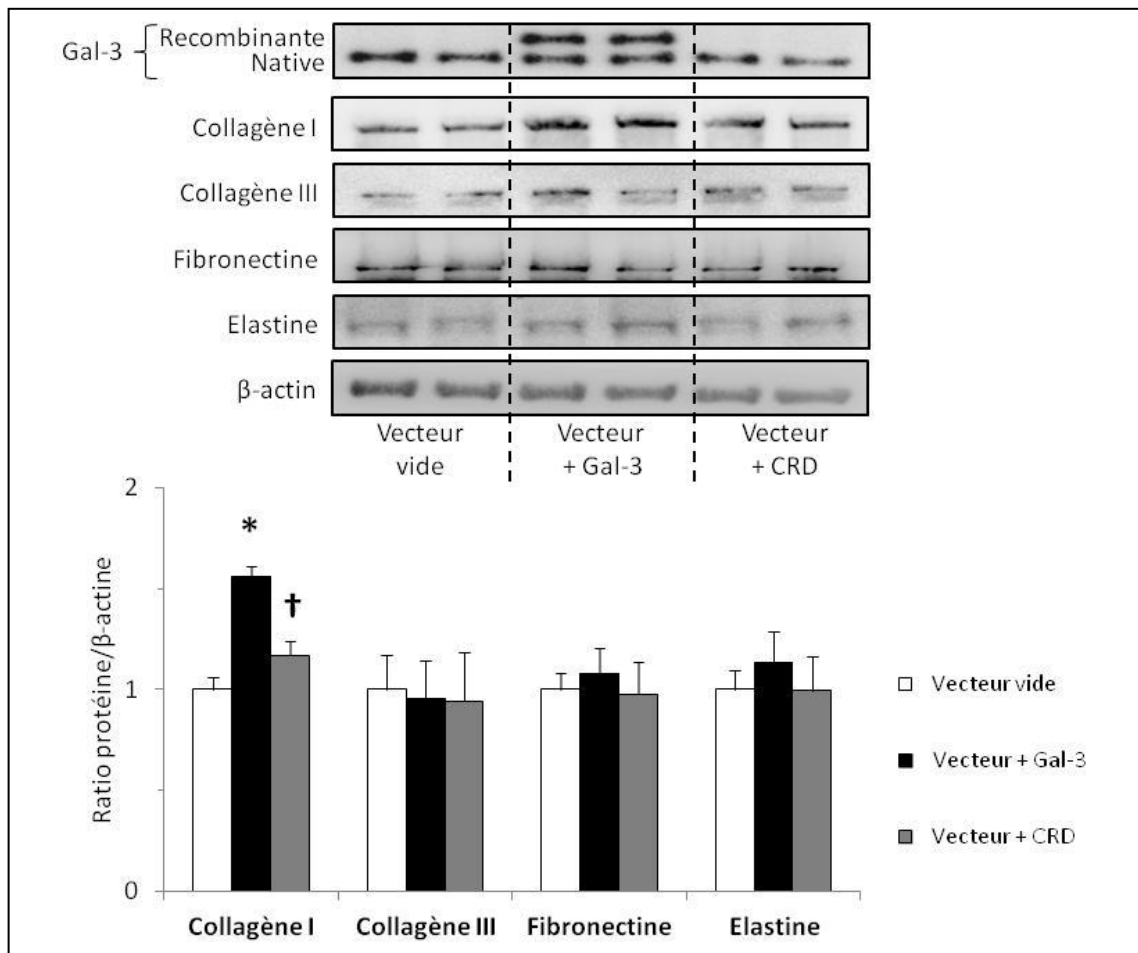 Gal-3 Recombinante
Native
Collagène I
Collagène III
Fibronectine
Elastine
β-actin
Vecteur vide
Vecteur + Gal-3
Vecteur + CRD
2
*
†
1
0
Ratio protéine/β-actine
Vecteur vide
Vecteur + Gal-3
Vecteur + CRD
Collagène I Collagène III Fibronectine Elastine